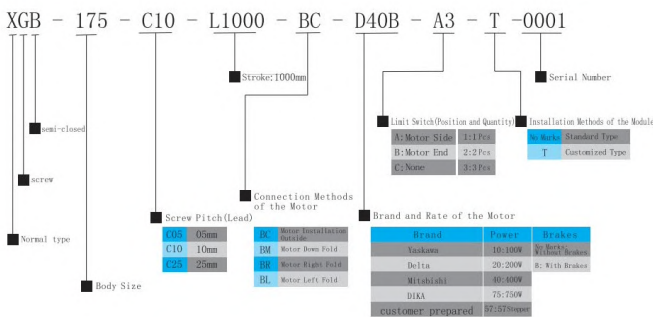 XGB - 175 - C10 - L1000 - BC - D40B - A3 - T -0001
Stroke:1000mm
Serial Number
Limit Switch(Position and Quantity)
Installation Methods of the Module
A:Motor Side 1:1Pcs
B:Motor End 2:2Pcs
C:None 3:3Pcs
No Marks Standard Type
T Customized Type
semi-closed
screw
Normal type
Body Size
Connection Methods
of the Motor
Screw Pitch(Lead)
C05 05mm
C10 10mm
C25 25mm
BC Motor Installation
Outside
BM Motor Down Fold
BR Motor Right Fold
BL Motor Left Fold
Brand and Rate of the Motor
Brand Power Brakes
Yaskawa 10:100W No Marks:
Without Brakes
Delta 20:200W B: With Brakes
Mitshishi 40:400W
DIKA 75:750W
customer prepared 57:57Stepper